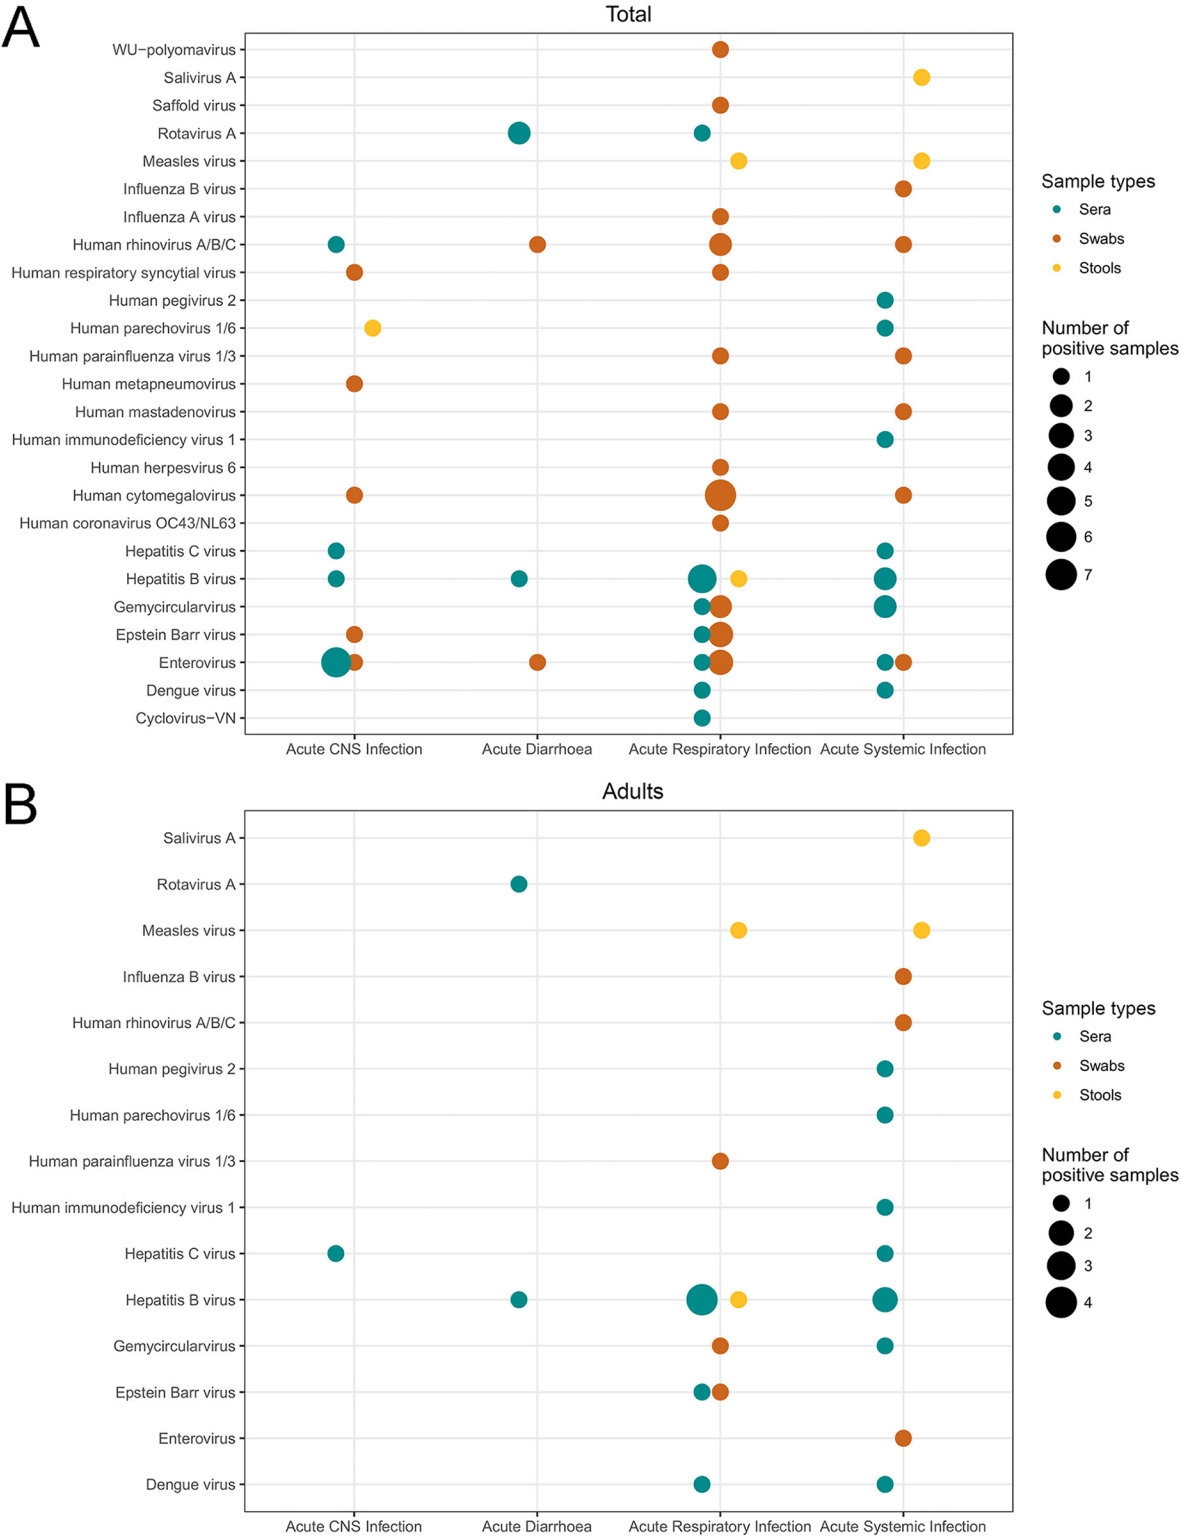 A
Total
WU−polyomavirus
Salivirus A
Saffold virus
Rotavirus A
Measles virus
Influenza B virus
Influenza A virus
Human rhinovirus A/B/C
Human respiratory syncytial virus
Human pegivirus 2
Human parechovirus 1/6
Human parainfluenza virus 1/3
Human metapneumovirus
Human mastadenovirus
Human immunodeficiency virus 1
Human herpesvirus 6
Human cytomegalovirus
Human coronavirus OC43/NL63
Hepatitis C virus
Hepatitis B virus
Gemycircularvirus
Epstein Barr virus
Enterovirus
Dengue virus
Cyclovirus−VN
Acute CNS Infection
Acute Diarrhoea
Acute Respiratory Infection
Acute Systemic Infection
Sample types
Sera
Swabs
Stools
Number of
positive samples
1
2
3
4
5
6
7
B
Adults
Salivirus A
Rotavirus A
Measles virus
Influenza B virus
Human rhinovirus A/B/C
Human pegivirus 2
Human parechovirus 1/6
Human parainfluenza virus 1/3
Human immunodeficiency virus 1
Hepatitis C virus
Hepatitis B virus
Gemycircularvirus
Epstein Barr virus
Enterovirus
Dengue virus
Acute CNS Infection
Acute Diarrhoea
Acute Respiratory Infection
Acute Systemic Infection
Sample types
Sera
Swabs
Stools
Number of
positive samples
1
2
3
4